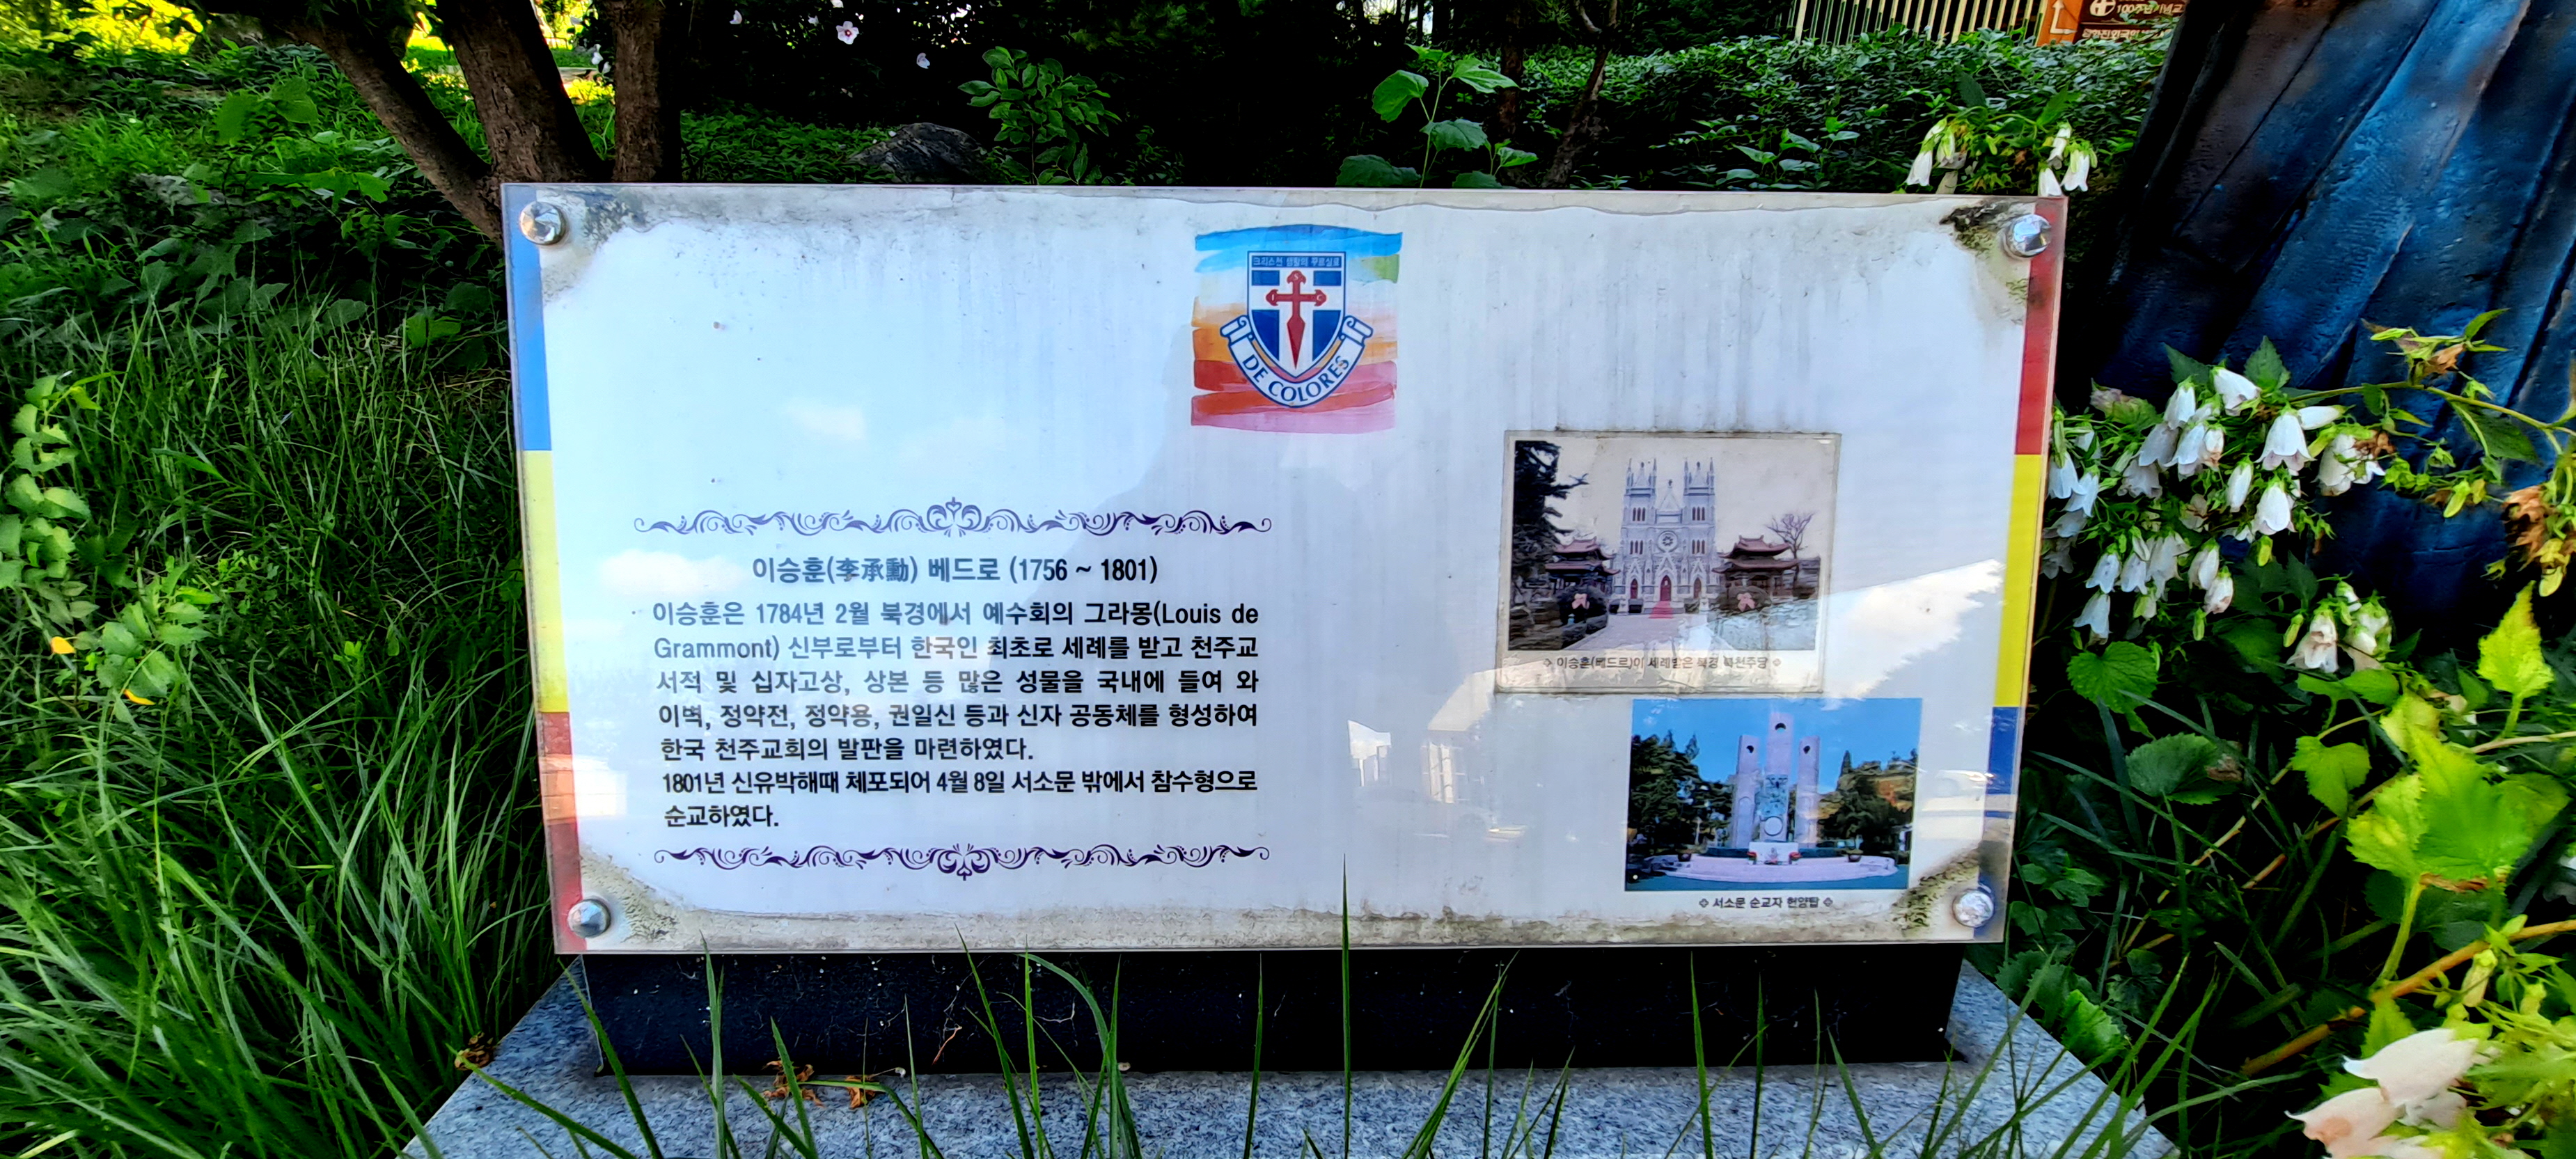 100주년기념교
크리스천 생활의 꾸르실료
S
I C
DE COLORES
이승훈(李承勳) 베드로 (1756 ~ 1801)
이승훈은 1784년 2월 북경에서 예수회의 그라몽(Louis de
Grammont) 신부로부터 한국인 최초로 세례를 받고 천주교
서적 및 십자고상, 상본 등 많은 성물을 국내에 들여 와
이벽, 정약전, 정약용, 권일신 등과 신자 공동체를 형성하여
한국 천주교회의 발판을 마련하였다.
1801년 신유박해때 체포되어 4월 8일 서소문 밖에서 참수형으로
순교하였다.
이승훈(베드로)이 세례받은 북경 북천주당
서소문 순교자 현양탑